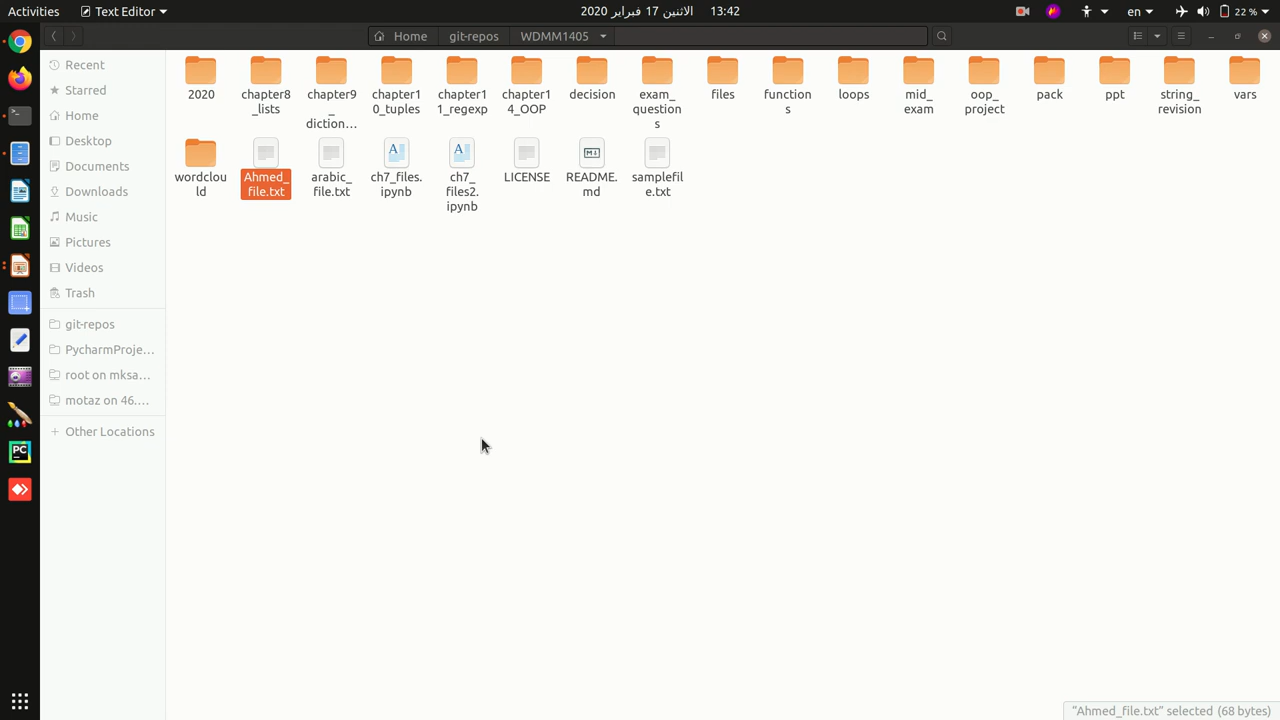 Activities Text Editor 2020 الاثنين 17 فبراير 13:42 en 22 %
Home git-repos WDMM1405
Recent
Starred
Home
Desktop
Documents
Downloads
Music
Pictures
Videos
Trash
git-repos
PycharmProje...
root on mksa...
motaz on 46....
+ Other Locations
2020
chapter8
_lists
chapter9
_
diction...
chapter1
0_tuples
chapter1
1_regexp
chapter1
4_OOP
decision
exam_
question
s
files
function
s
loops
mid_
exam
oop_
project
pack
ppt
string_
revision
vars
wordclou
ld
Ahmed_
file.txt
arabic_
file.txt
ch7_files.
ipynb
ch7_
files2.
ipynb
LICENSE
README.
md
samplefil
e.txt
PC
"Ahmed_file.txt" selected (68 bytes)